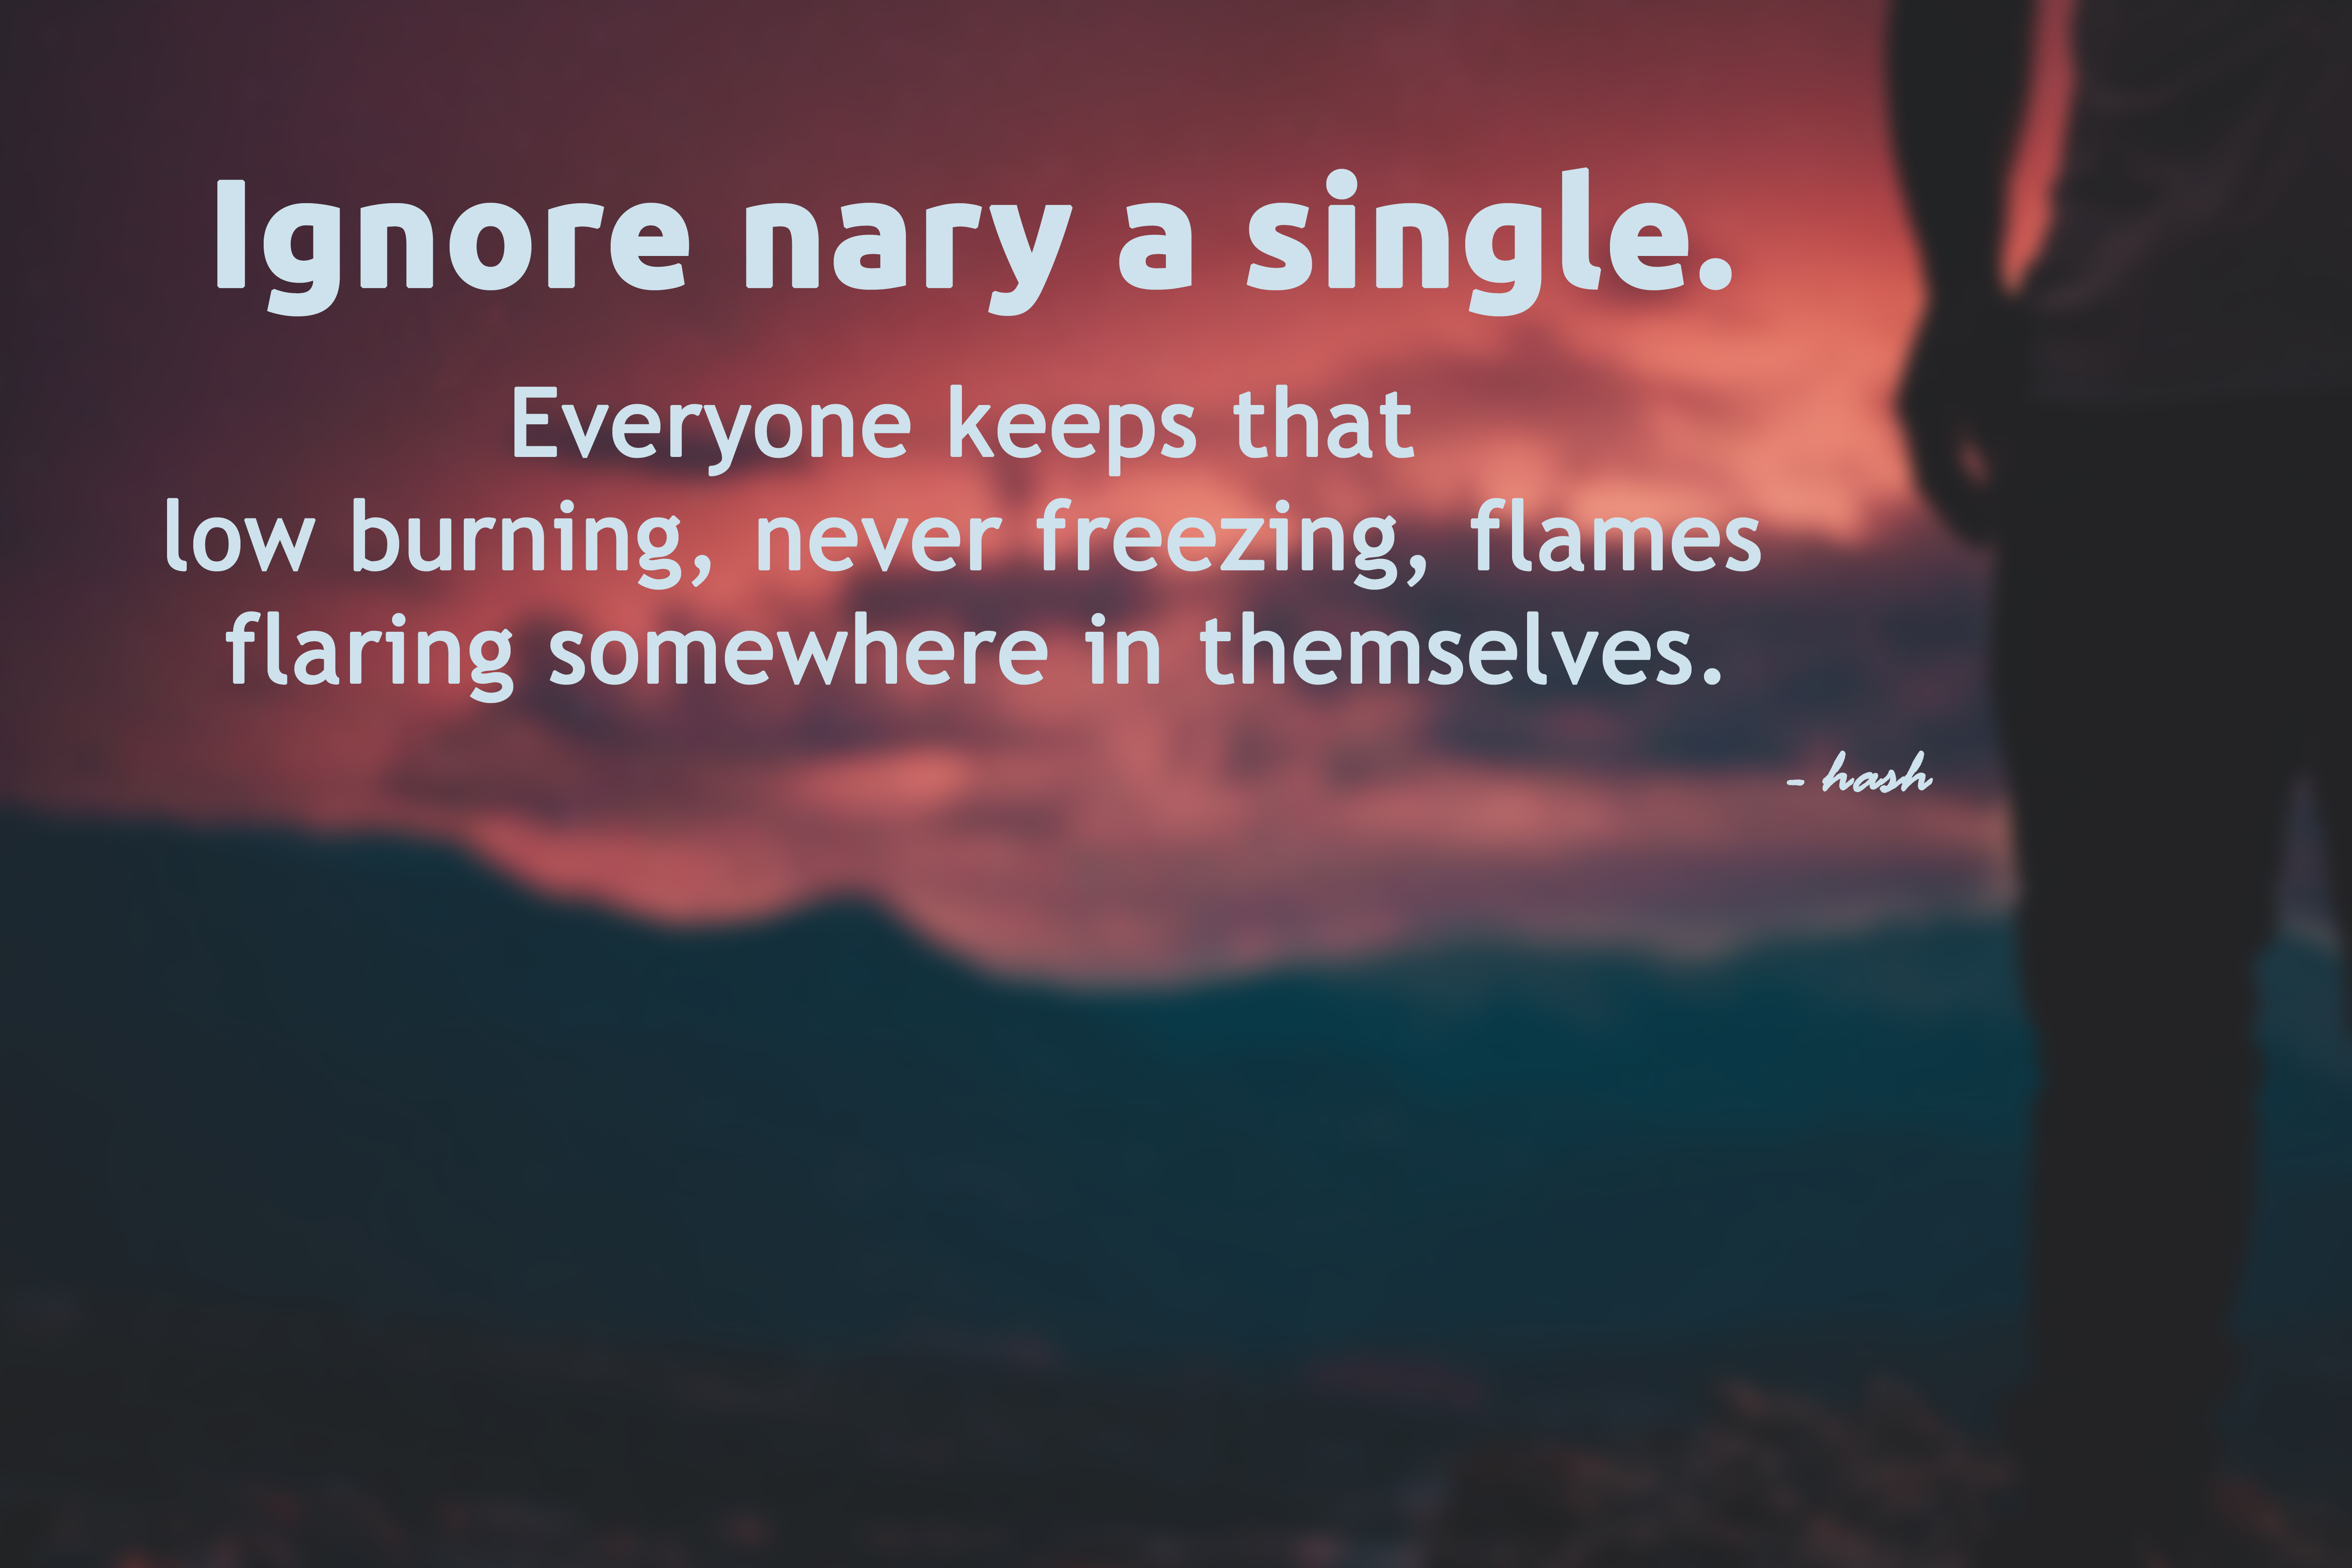 Ignore nary a single.
Everyone keeps that
low burning, never freezing, flames
flaring somewhere in themselves.
- hash